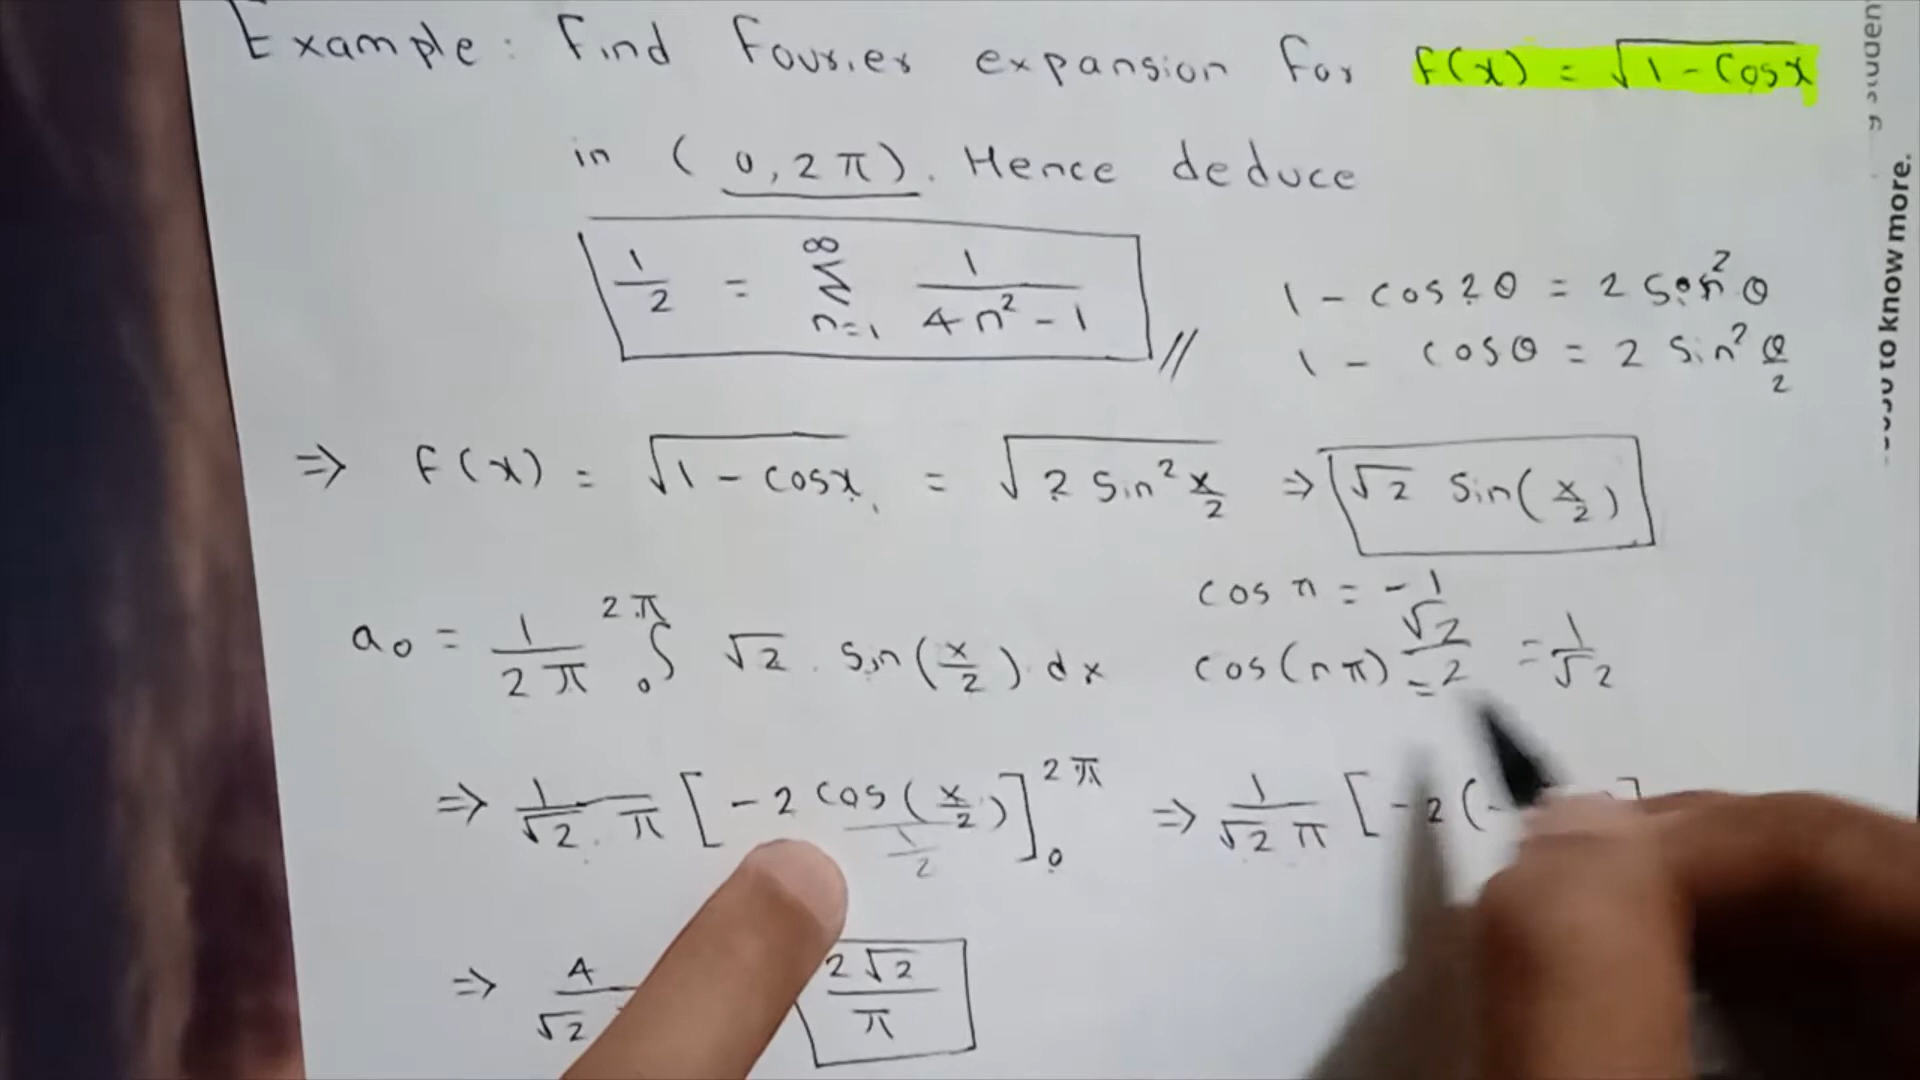 Example: Find Fourier expansion for f(x) = √1 - cosx
in (0, 2π). Hence deduce
1/2 = ∞ Σ n=1 1/4n² - 1 //
1 - cos2θ = 2 Sin²θ
1 - cosθ = 2 Sin² θ/2
⇒ f(x) = √1 - cosx = √2 Sin² x/2 ⇒ √2 Sin(x/2)
cos π = -1
a₀ = 1/2π ₀∫ 2π √2 . Sin(x/2) . dx cos(nπ) = √2/2 = 1/√2
⇒ 1/√2 . π [-2 cos(x/2)/1/2]₀ 2π ⇒ 1/√2 π [-2(-
⇒ 4/√2 2√2/π
to know more.